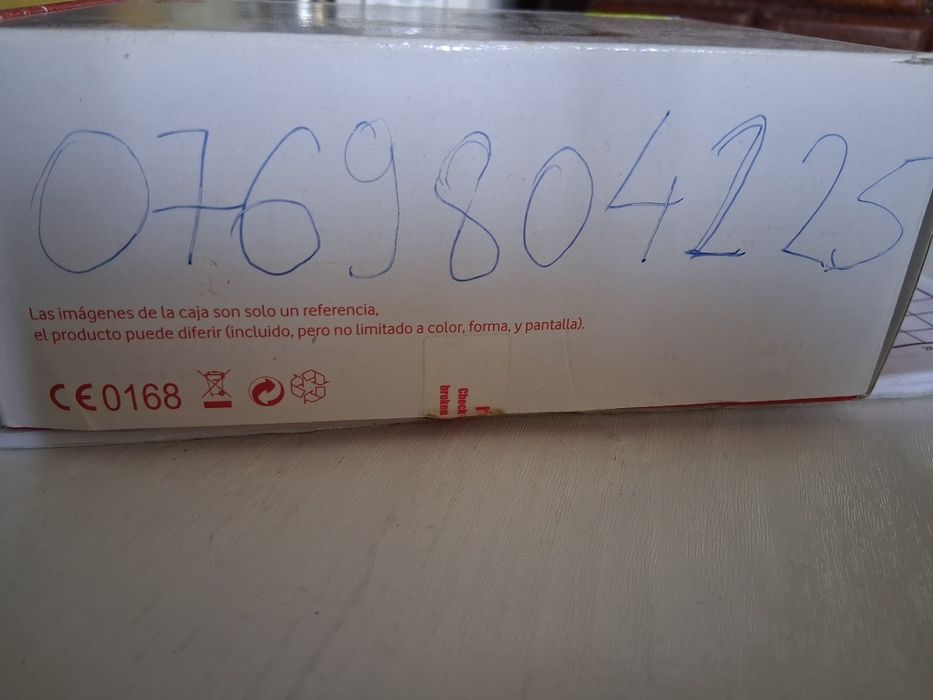 0769804225
Las imágenes de la caja son solo un referencia,
el producto puede diferir (incluido, pero no limitado a color, forma, y pantalla).
CE0168
Check
broken